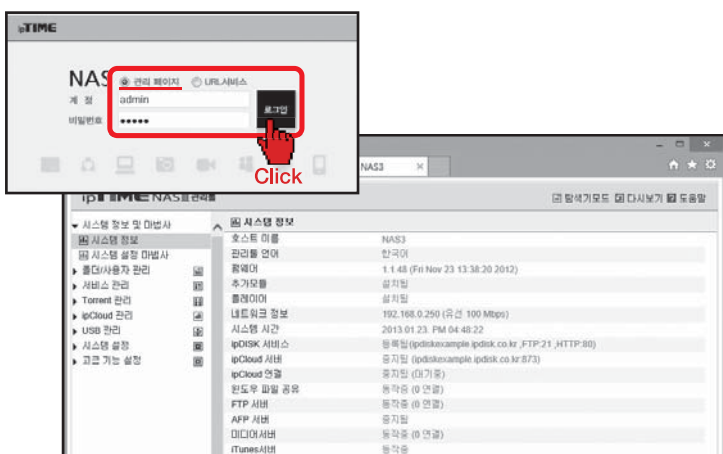 ipTIME
NAS
관리 페이지 URL서비스
계 정 admin
비밀번호 •••••
로그인
Click
NAS3
ipTIME NAS관리툴
탐색기모드 다시보기 도움말
시스템 정보 및 마법사
시스템 정보
시스템 설정 마법사
폴더/사용자 관리
서비스 관리
Torrent 관리
ipCloud 관리
USB 관리
시스템 설정
고급 기능 설정
시스템 정보
호스트 이름 NAS3
관리툴 언어 한국어
펌웨어 1.1.48 (Fri Nov 23 13:38:20 2012)
추가모듈 설치됨
플레이어 설치됨
네트워크 정보 192.168.0.250 (유선 100 Mbps)
시스템 시간 2013.01.23. PM 04:48:22
ipDISK 서비스 등록됨(ipdiskexample.ipdisk.co.kr ,FTP:21 ,HTTP:80)
ipCloud 서버 중지됨 (ipdiskexample.ipdisk.co.kr:873)
ipCloud 연결 중지됨 (대기중)
윈도우 파일 공유 동작중 (0 연결)
FTP 서버 동작중 (0 연결)
AFP 서버 중지됨
미디어서버 동작중 (0 연결)
iTunes서버 동작중